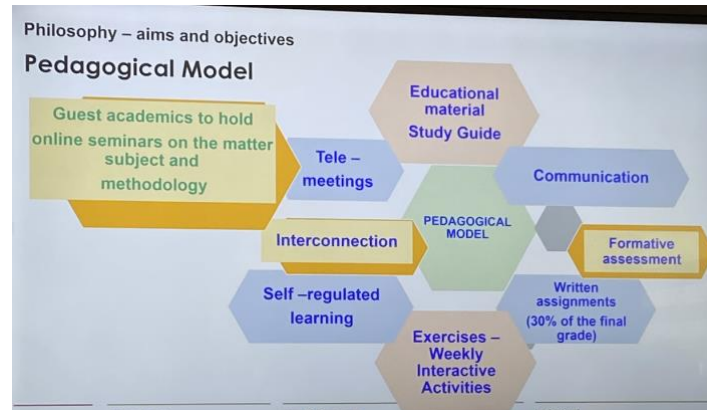 Philosophy – aims and objectives
Pedagogical Model
Guest academics to hold
online seminars on the matter
subject and
methodology
Tele –
meetings
Educational
material
Study Guide
Communication
Interconnection
PEDAGOGICAL
MODEL
Formative
assessment
Self –regulated
learning
Written
assignments
(30% of the final
grade)
Exercises –
Weekly
Interactive
Activities